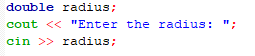 double radius;
cout << "Enter the radius: ";
cin >> radius;